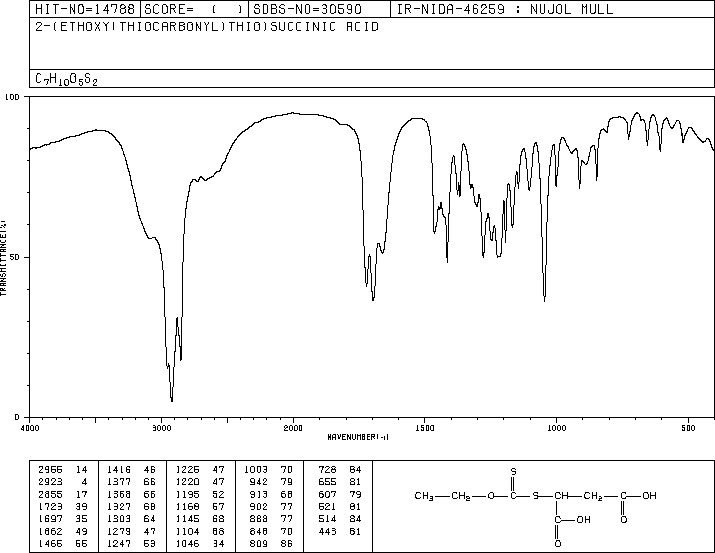 HIT-NO=14788 SCORE= ( ) SDBS-NO=30590 IR-NIDA-46259 : NUJOL MULL
2-(ETHOXY(THIOCARBONYL)THIO)SUCCINIC ACID
C7H10O5S2
100
50
0
TRANSMITTANCE(%)
4000 3000 2000 1500 1000 500
WAVENUMBER(-1)
2955 14 1416 46 1226 47 1003 70 728 84
2923 4 1377 66 1220 47 942 79 655 81
2855 17 1368 66 1195 52 913 68 607 79
1723 39 1327 68 1168 57 902 77 521 81
1697 35 1303 64 1145 68 888 77 514 84
1662 49 1279 47 1104 68 848 70 443 81
1465 55 1247 53 1046 34 809 86
S
CH3 CH2 O C S CH CH2 C OH
C OH O
O